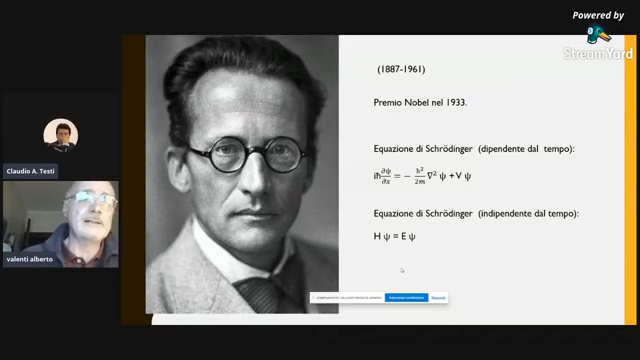 Powered by
StreamYard
(1887-1961)
Premio Nobel nel 1933.
Equazione di Schrödinger (dipendente dal tempo):
iħ ∂ψ/∂x = − ħ²/2m ∇² ψ + V ψ
Equazione di Schrödinger (indipendente dal tempo):
H ψ = E ψ
Claudio A. Testi
valenti alberto